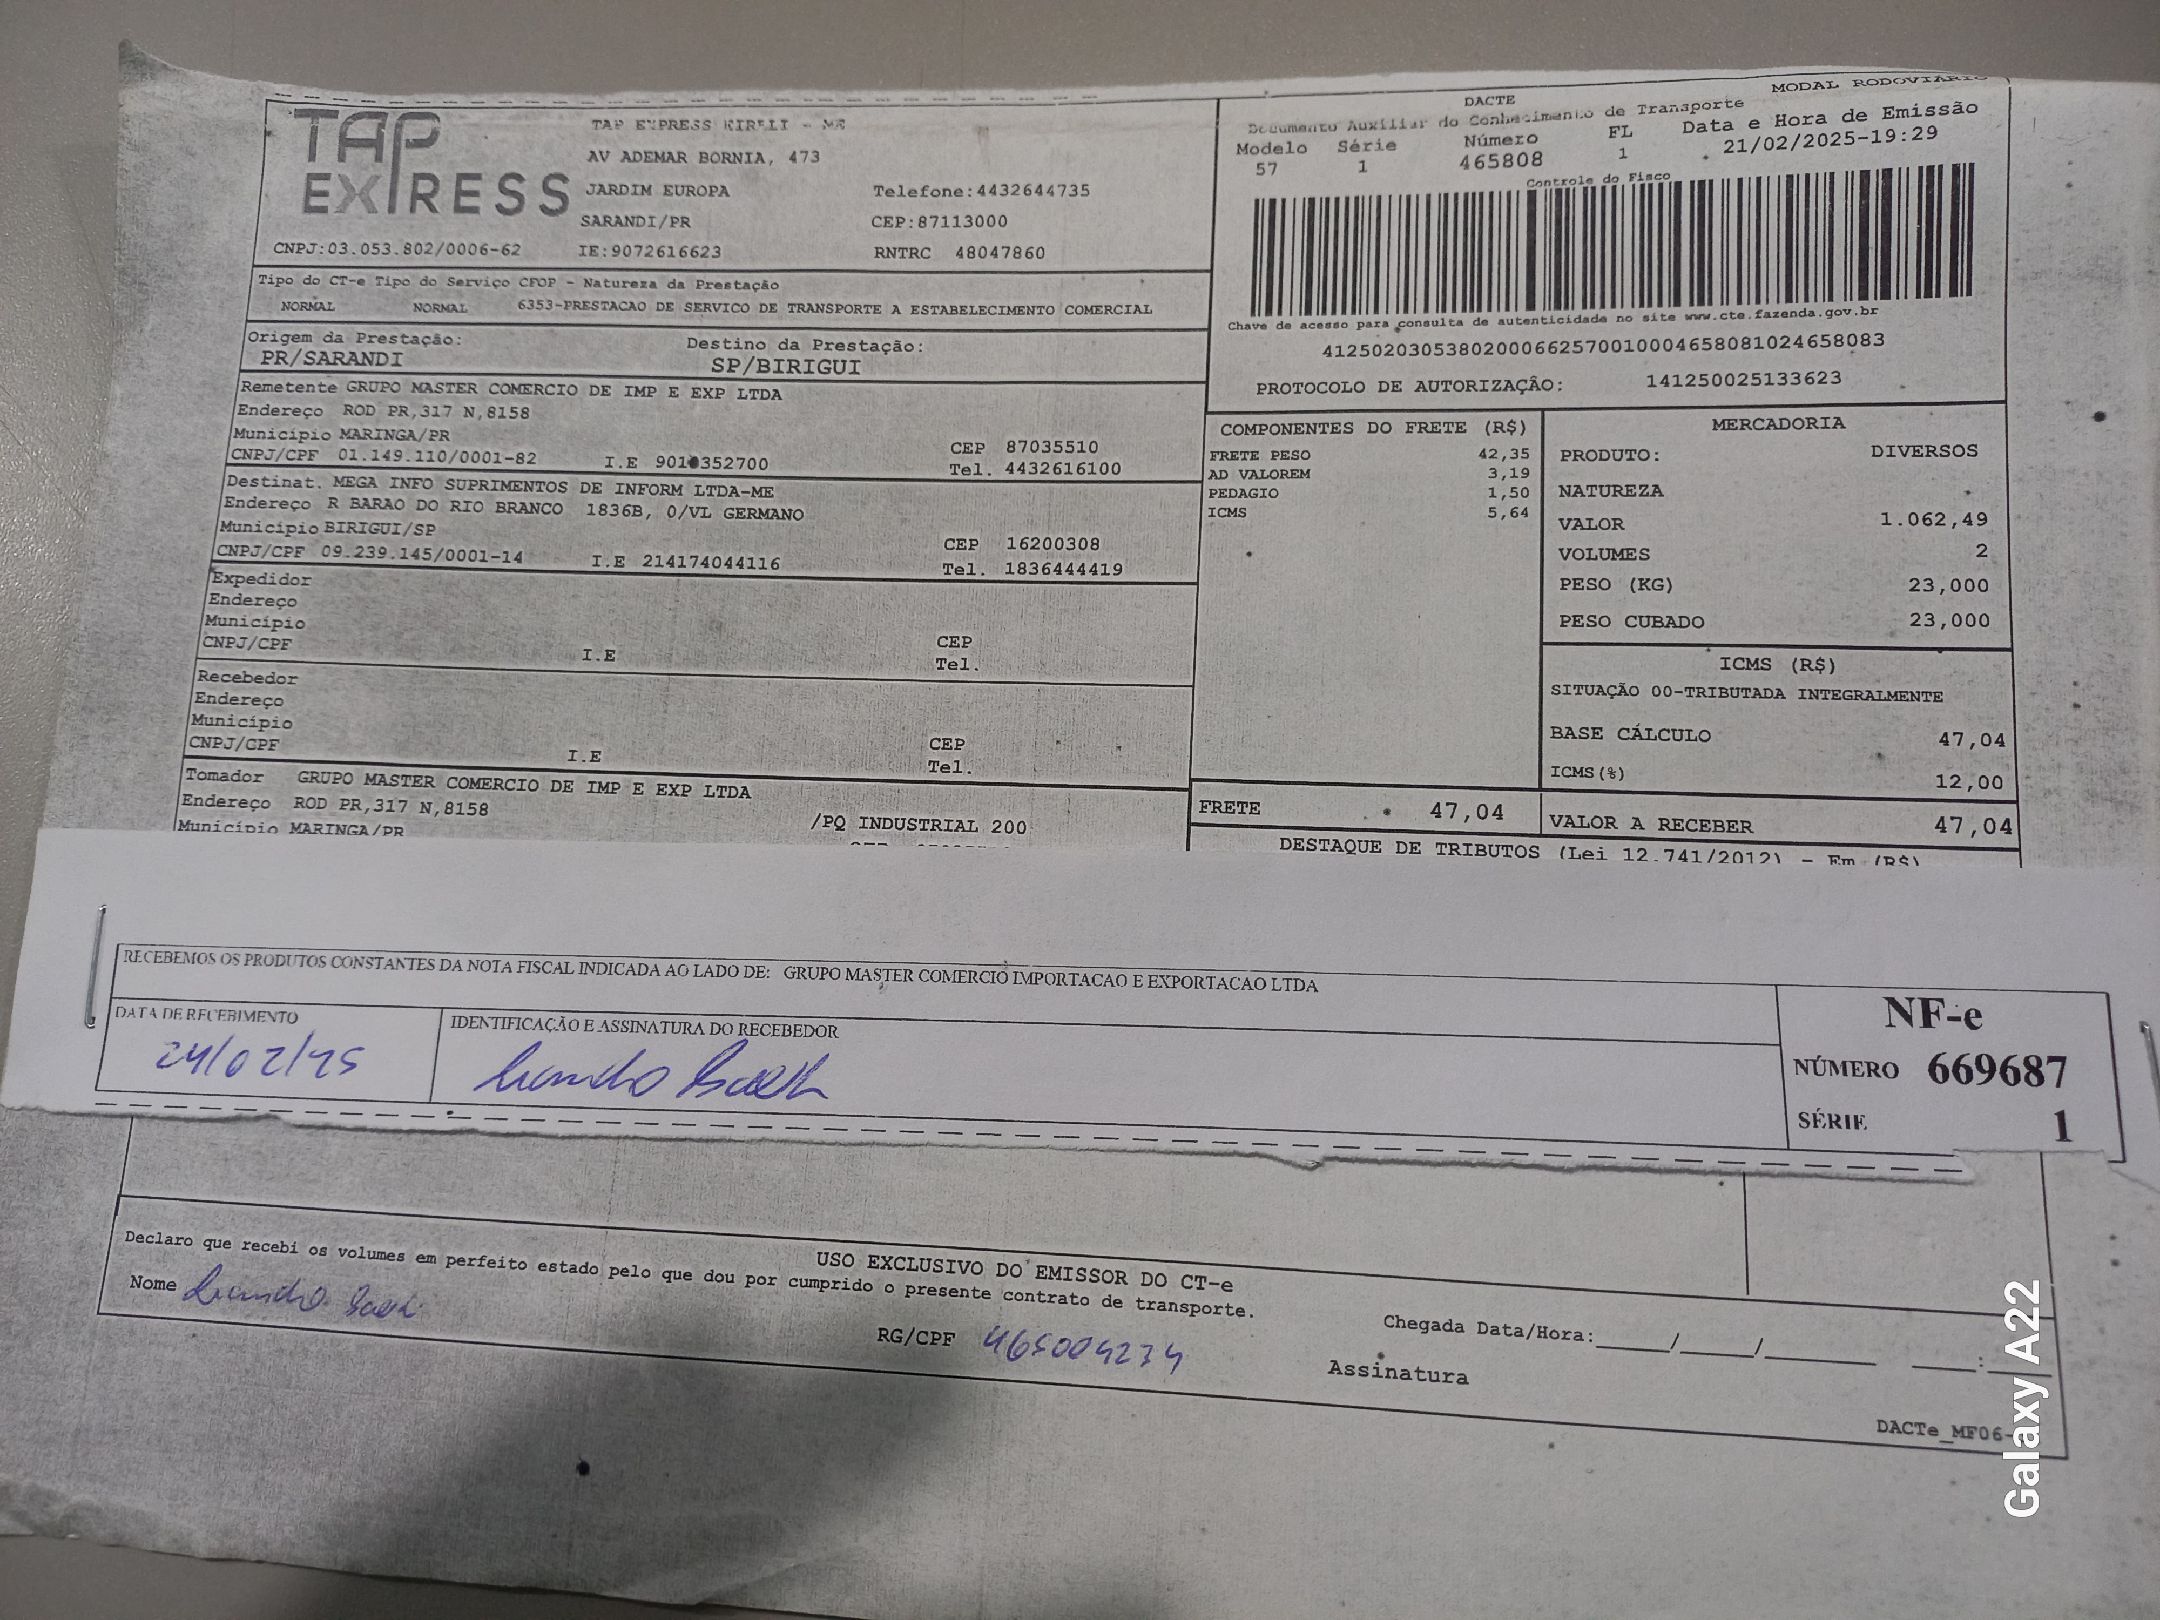 MODAL RODOVIÁRIO
TAP EXPRESS
TAP EXPRESS EIRELI - ME
AV ADEMAR BORNIA, 473
JARDIM EUROPA Telefone:4432644735
SARANDI/PR CEP:87113000
CNPJ:03.053.802/0006-62 IE:9072616623 RNTRC 48047860
DACTE
Documento Auxiliar do Conhecimento de Transporte
Modelo Série Número FL Data e Hora de Emissão
57 1 465808 1 21/02/2025-19:29
Controle do Fisco
Chave de acesso para consulta de autenticidade no site www.cte.fazenda.gov.br
41250203053802000662570010004658081024658083
PROTOCOLO DE AUTORIZAÇÃO: 141250025133623
Tipo do CT-e Tipo do Serviço CFOP - Natureza da Prestação
NORMAL NORMAL 6353-PRESTACAO DE SERVICO DE TRANSPORTE A ESTABELECIMENTO COMERCIAL
Origem da Prestação: Destino da Prestação:
PR/SARANDI SP/BIRIGUI
Remetente GRUPO MASTER COMERCIO DE IMP E EXP LTDA
Endereço ROD PR,317 N,8158
Município MARINGA/PR CEP 87035510
CNPJ/CPF 01.149.110/0001-82 I.E 9010352700 Tel. 4432616100
Destinat. MEGA INFO SUPRIMENTOS DE INFORM LTDA-ME
Endereço R BARAO DO RIO BRANCO 1836B, 0/VL GERMANO
Município BIRIGUI/SP CEP 16200308
CNPJ/CPF 09.239.145/0001-14 I.E 214174044116 Tel. 1836444419
Expedidor
Endereço
Município CEP
CNPJ/CPF I.E Tel.
Recebedor
Endereço
Município CEP
CNPJ/CPF I.E Tel.
Tomador GRUPO MASTER COMERCIO DE IMP E EXP LTDA
Endereço ROD PR,317 N,8158 /PQ INDUSTRIAL 200
Município MARINGA/PR
COMPONENTES DO FRETE (R$)
FRETE PESO 42,35
AD VALOREM 3,19
PEDAGIO 1,50
ICMS 5,64
MERCADORIA
PRODUTO: DIVERSOS
NATUREZA
VALOR 1.062,49
VOLUMES 2
PESO (KG) 23,000
PESO CUBADO 23,000
ICMS (R$)
SITUAÇÃO 00-TRIBUTADA INTEGRALMENTE
BASE CÁLCULO 47,04
ICMS(%) 12,00
FRETE 47,04 VALOR A RECEBER 47,04
DESTAQUE DE TRIBUTOS (Lei 12.741/2012) - Em (R$)
RECEBEMOS OS PRODUTOS CONSTANTES DA NOTA FISCAL INDICADA AO LADO DE: GRUPO MASTER COMERCIO IMPORTACAO E EXPORTACAO LTDA
DATA DE RECEBIMENTO IDENTIFICAÇÃO E ASSINATURA DO RECEBEDOR
24/02/25
NF-e
NÚMERO 669687
SÉRIE 1
USO EXCLUSIVO DO EMISSOR DO CT-e
Declaro que recebi os volumes em perfeito estado pelo que dou por cumprido o presente contrato de transporte.
Nome Leandro
RG/CPF 465004234
Chegada Data/Hora:_____/_____/_______ ____:____
Assinatura
DACTe_MF06-
Galaxy A22